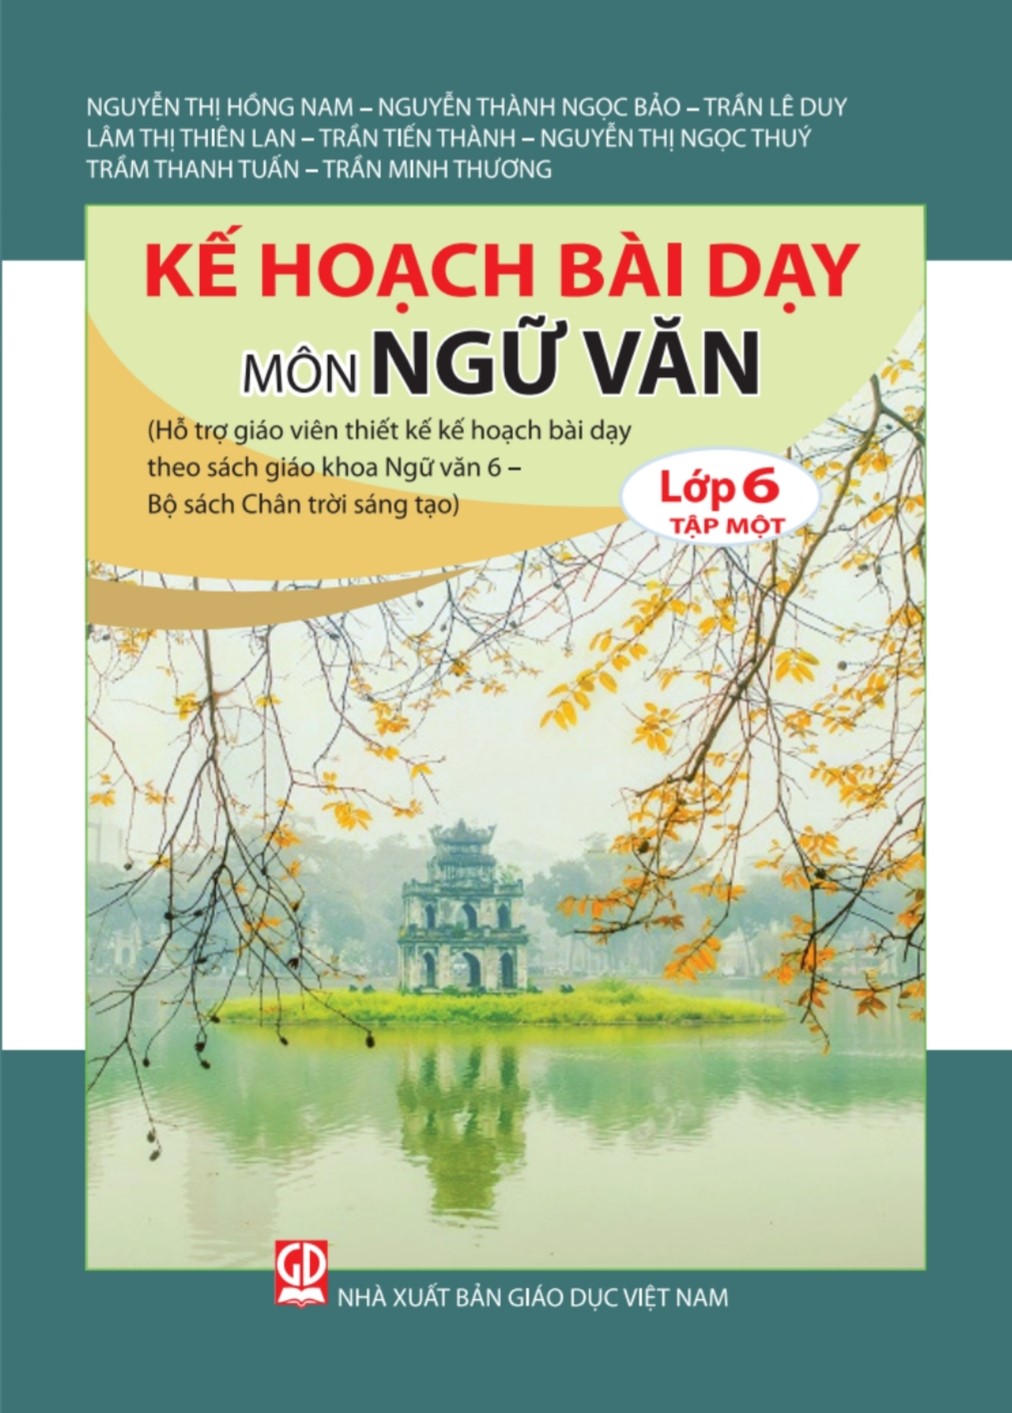 NGUYỄN THỊ HỒNG NAM – NGUYỄN THÀNH NGỌC BẢO – TRẦN LÊ DUY
LÂM THỊ THIÊN LAN – TRẦN TIẾN THÀNH – NGUYỄN THỊ NGỌC THUÝ
TRẦM THANH TUẤN – TRẦN MINH THƯƠNG
KẾ HOẠCH BÀI DẠY
MÔN NGỮ VĂN
(Hỗ trợ giáo viên thiết kế kế hoạch bài dạy
theo sách giáo khoa Ngữ văn 6 –
Bộ sách Chân trời sáng tạo)
Lớp 6
TẬP MỘT
GD
NHÀ XUẤT BẢN GIÁO DỤC VIỆT NAM